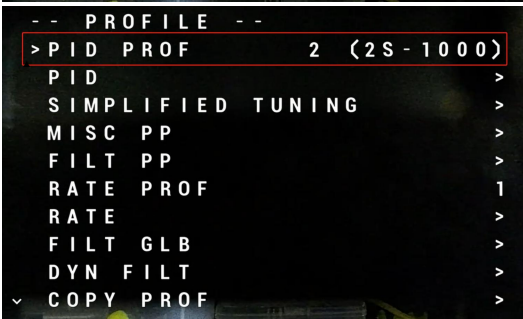 -- PROFILE --
>PID PROF 2 (2S-1000)
PID >
SIMPLIFIED TUNING >
MISC PP >
FILT PP >
RATE PROF 1
RATE >
FILT GLB >
DYN FILT >
COPY PROF >